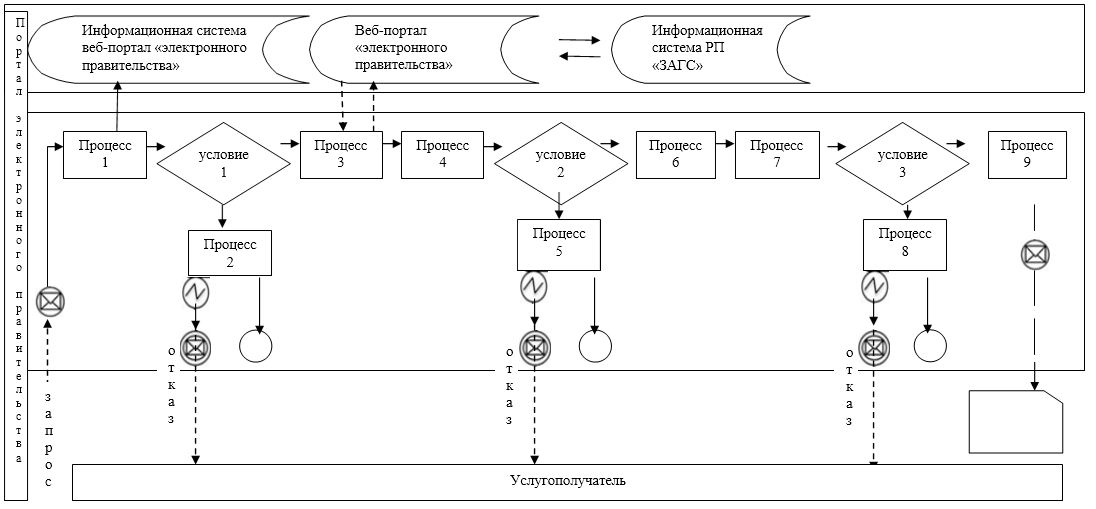 Портал электронного правительства
Информационная система
веб-портал «электронного
правительства»
Веб-портал
«электронного
правительства»
Информационная
система РП
«ЗАГС»
Процесс
1
условие
1
Процесс
3
Процесс
4
условие
2
Процесс
6
Процесс
7
условие
3
Процесс
9
Процесс
2
Процесс
5
Процесс
8
отказ
отказ
отказ
запрос
Услугополучатель